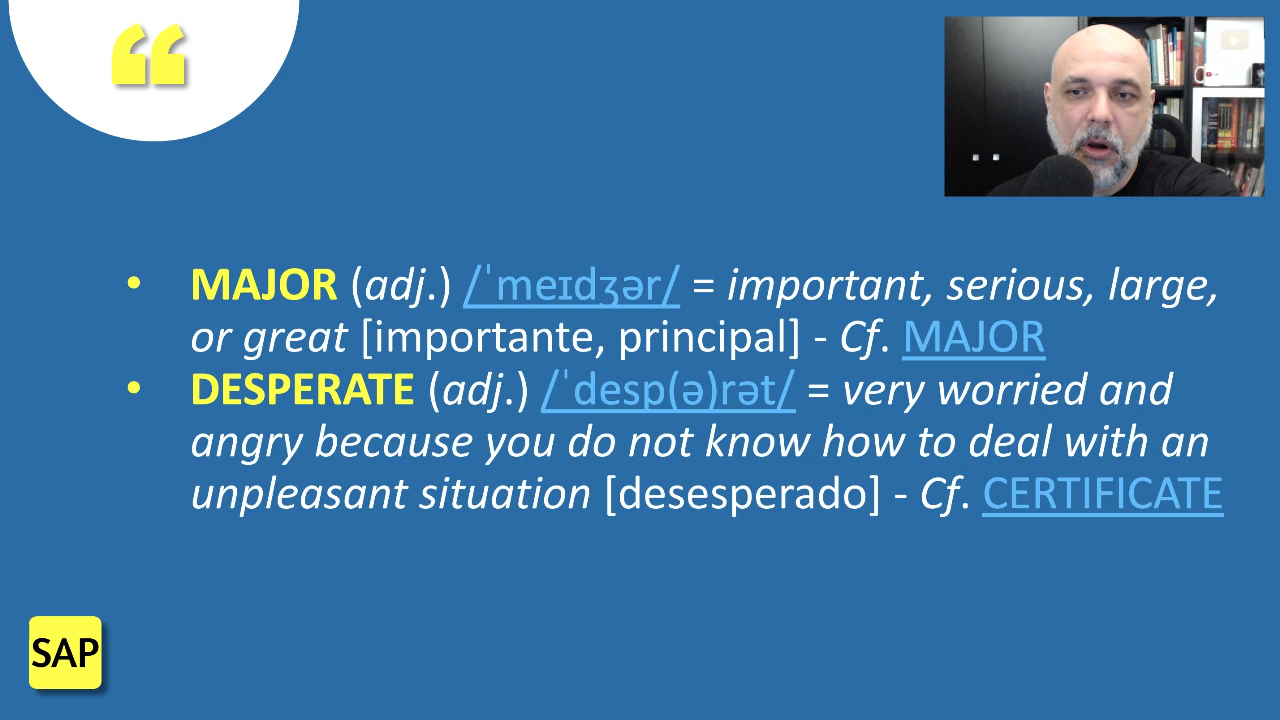 “
• MAJOR (adj.) /ˈmeɪdʒər/ = important, serious, large,
or great [importante, principal] - Cf. MAJOR
• DESPERATE (adj.) /ˈdesp(ə)rət/ = very worried and
angry because you do not know how to deal with an
unpleasant situation [desesperado] - Cf. CERTIFICATE
SAP